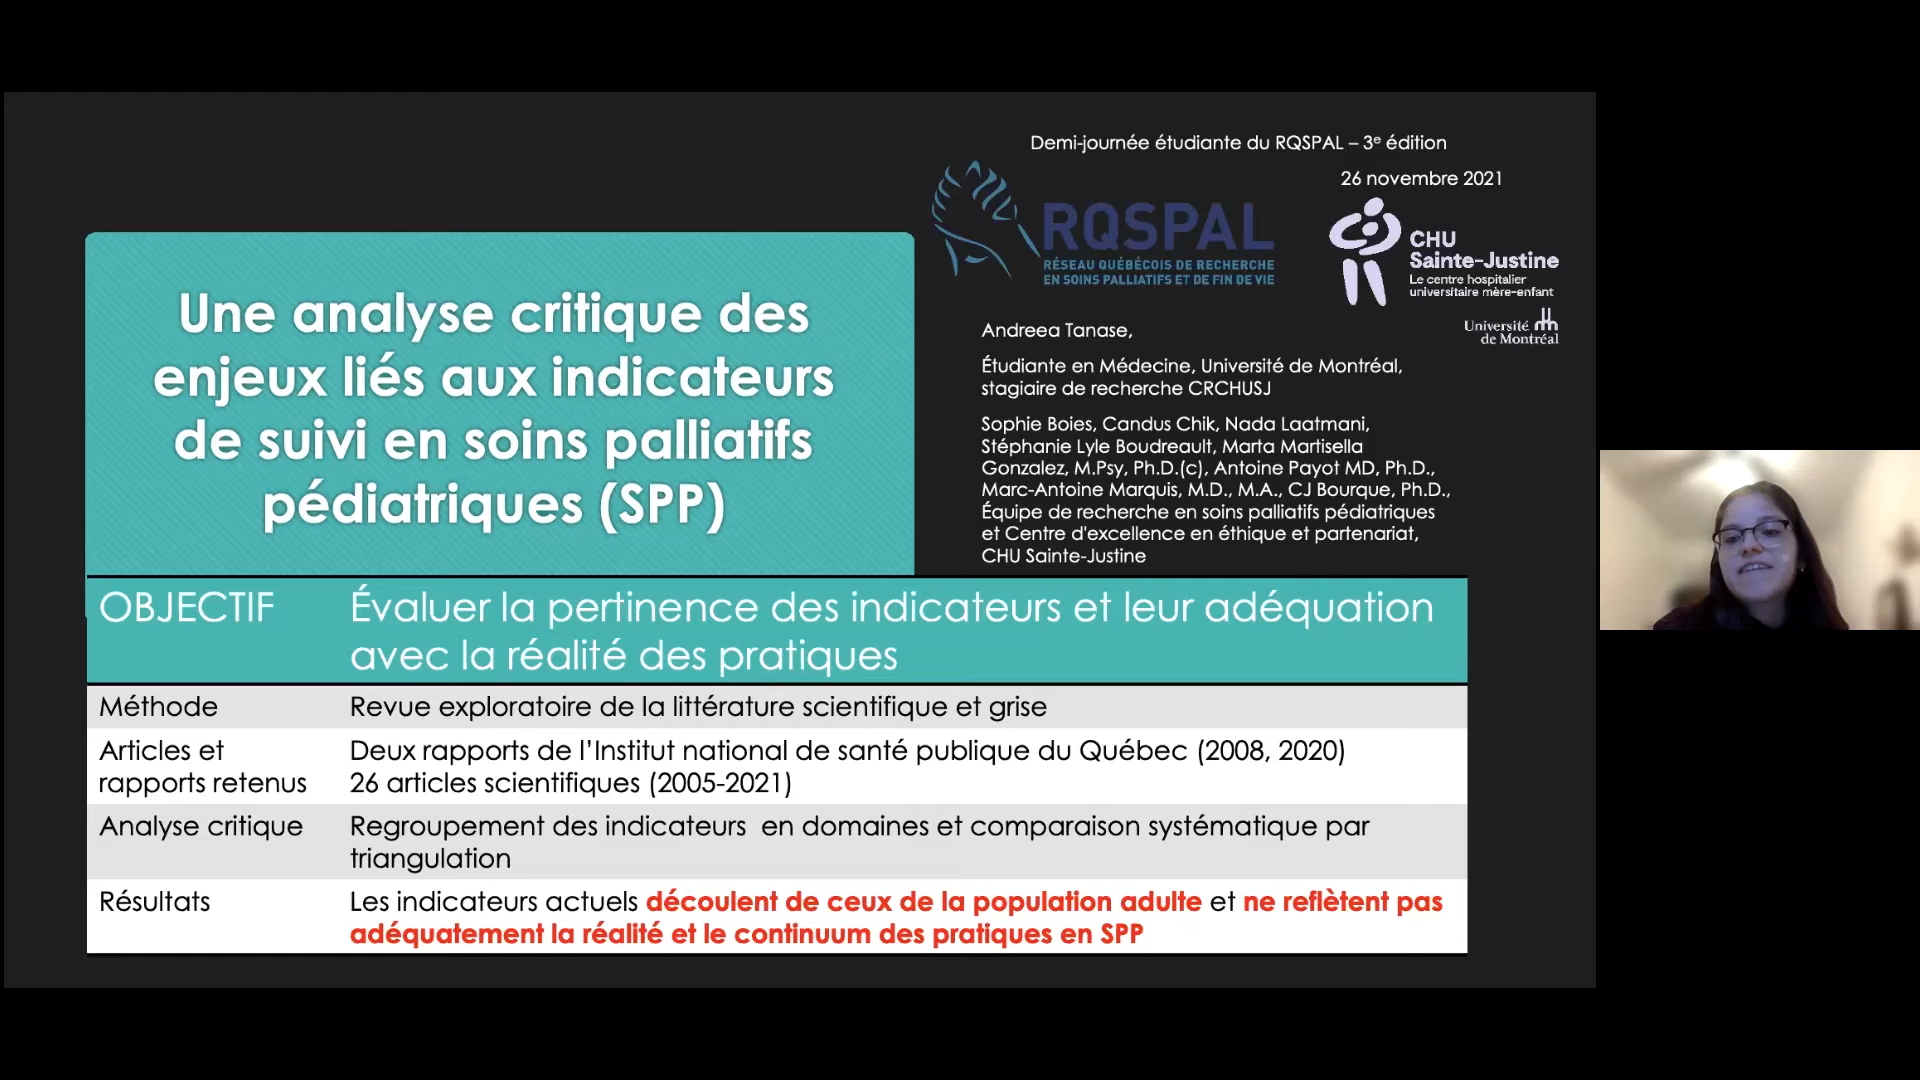 Demi-journée étudiante du RQSPAL – 3e édition
26 novembre 2021
RQSPAL
RÉSEAU QUÉBÉCOIS DE RECHERCHE
EN SOINS PALLIATIFS ET DE FIN DE VIE
CHU
Sainte-Justine
Le centre hospitalier
universitaire mère-enfant
Université
de Montréal
Une analyse critique des
enjeux liés aux indicateurs
de suivi en soins palliatifs
pédiatriques (SPP)
Andreea Tanase,
Étudiante en Médecine, Université de Montréal,
stagiaire de recherche CRCHUSJ
Sophie Boies, Candus Chik, Nada Laatmani,
Stéphanie Lyle Boudreault, Marta Martisella
Gonzalez, M.Psy, Ph.D.(c), Antoine Payot MD, Ph.D.,
Marc-Antoine Marquis, M.D., M.A., CJ Bourque, Ph.D.,
Équipe de recherche en soins palliatifs pédiatriques
et Centre d'excellence en éthique et partenariat,
CHU Sainte-Justine
OBJECTIF Évaluer la pertinence des indicateurs et leur adéquation
avec la réalité des pratiques
Méthode Revue exploratoire de la littérature scientifique et grise
Articles et Deux rapports de l’Institut national de santé publique du Québec (2008, 2020)
rapports retenus 26 articles scientifiques (2005-2021)
Analyse critique Regroupement des indicateurs en domaines et comparaison systématique par
triangulation
Résultats Les indicateurs actuels découlent de ceux de la population adulte et ne reflètent pas
adéquatement la réalité et le continuum des pratiques en SPP